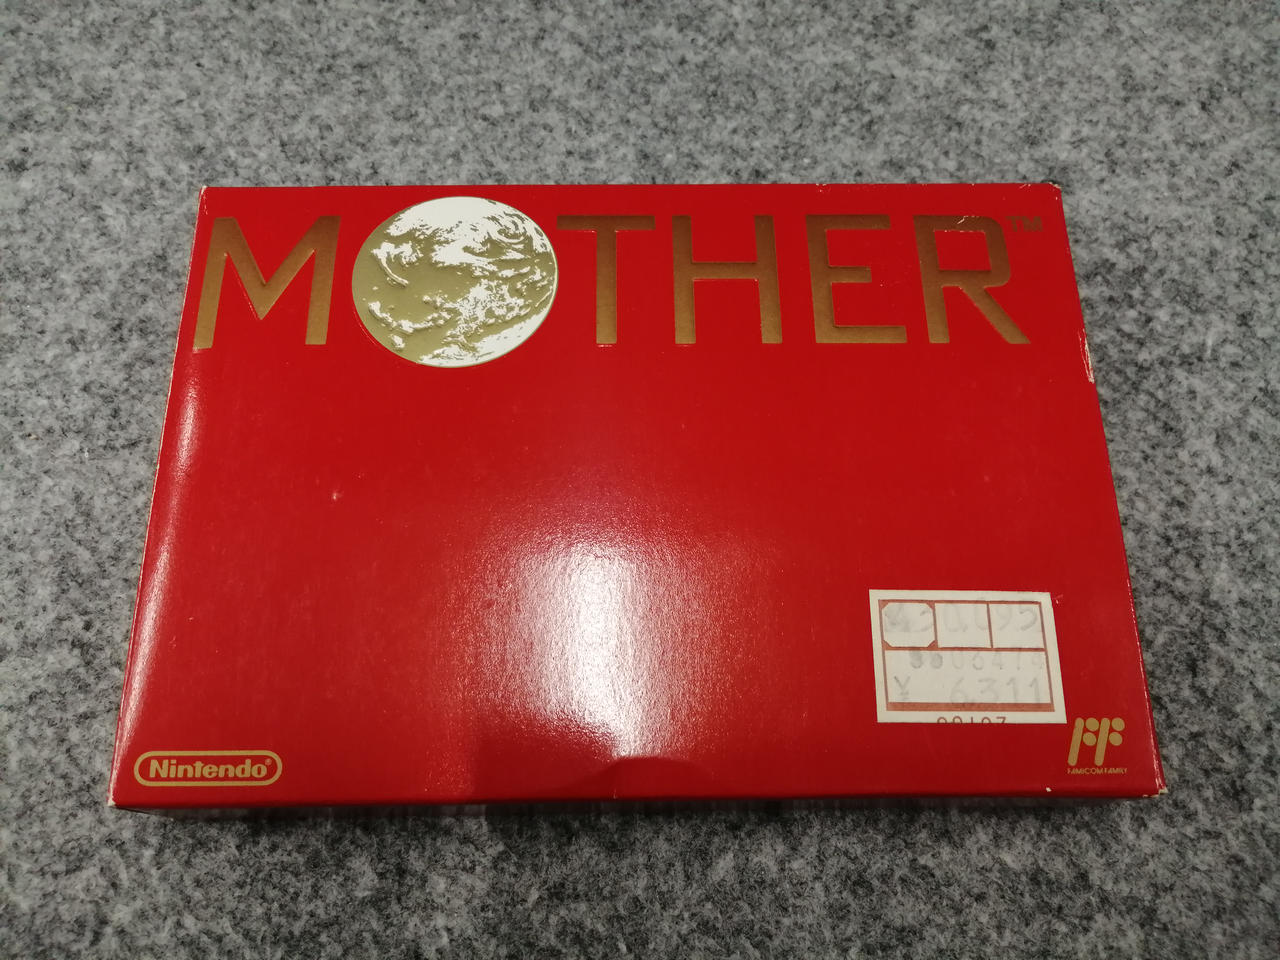 MOTHER™
¥ 6,311
Nintendo®
FAMICOM FAMILY